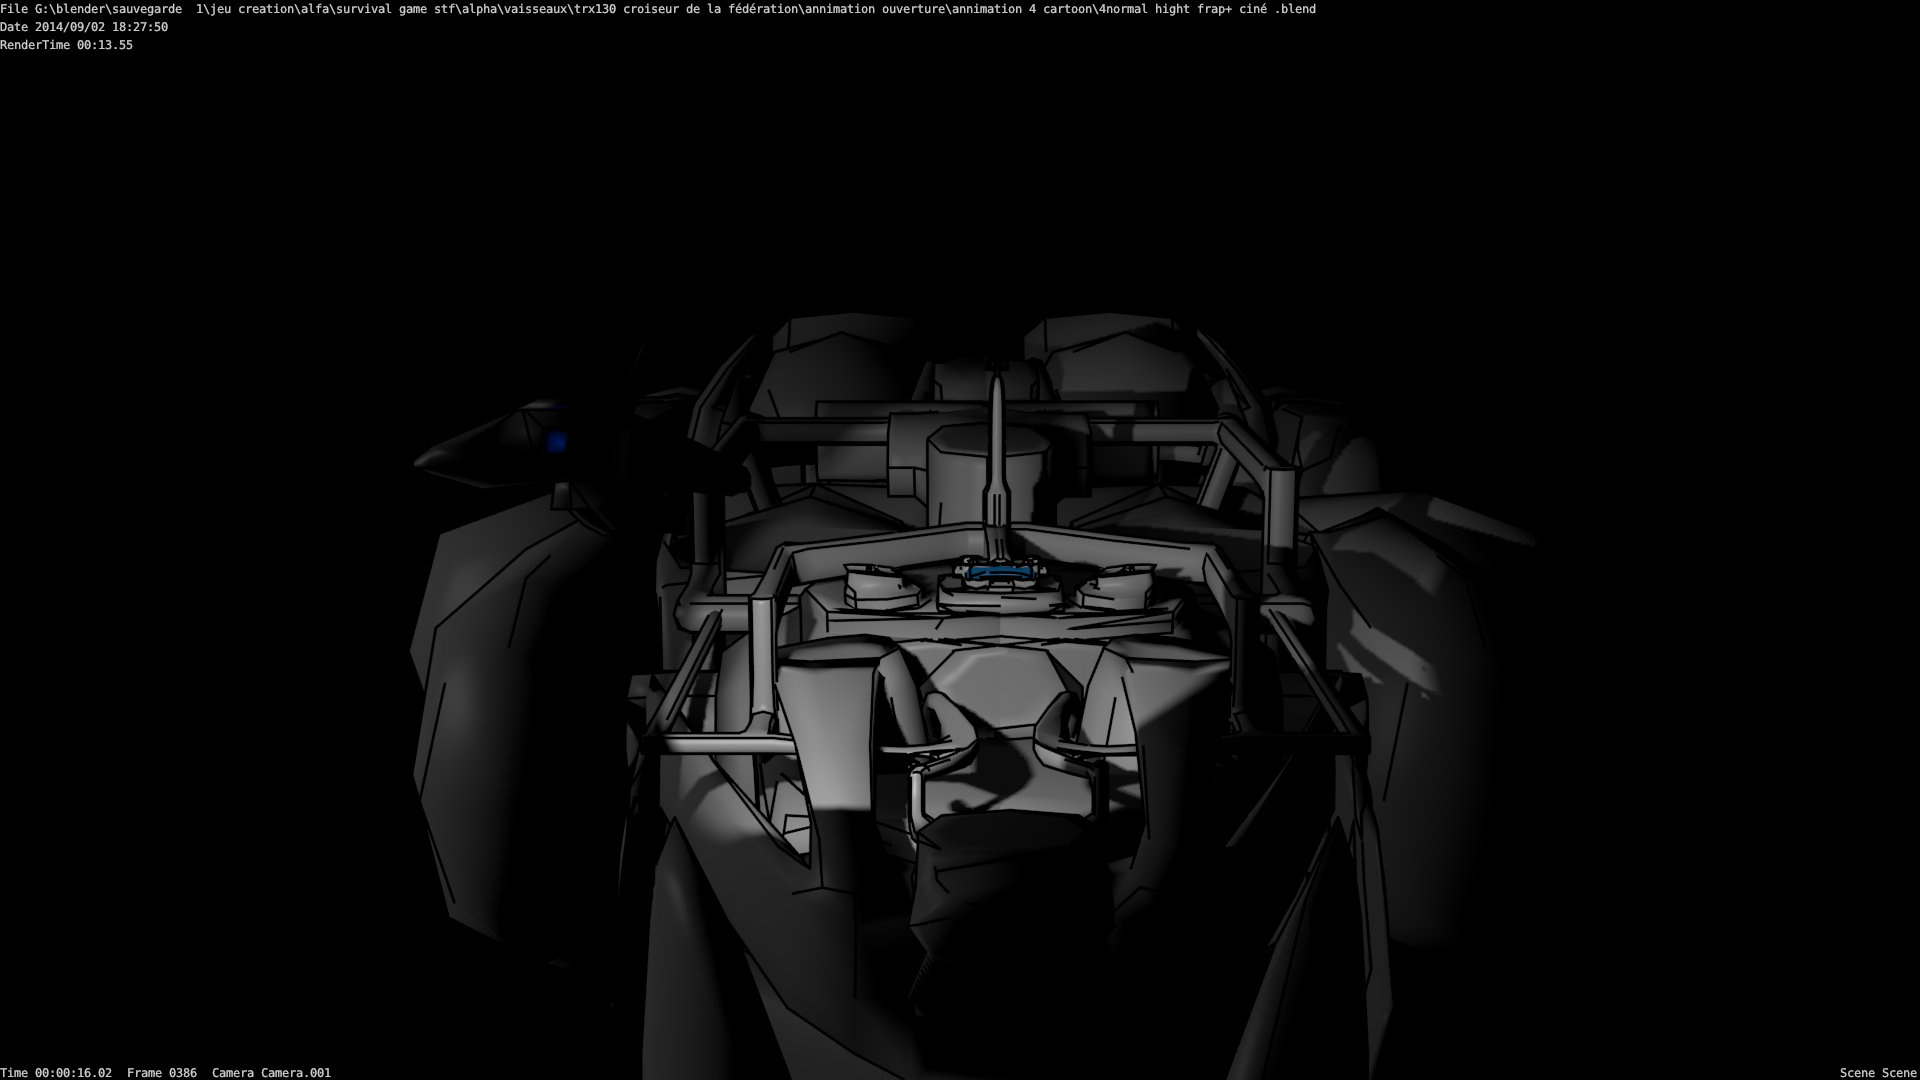 File G:\blender\sauvegarde  1\jeu creation\alfa\survival game stf\alpha\vaisseaux\trx130 croiseur de la fédération\annimation ouverture\annimation 4 cartoon\4normal hight frap+ ciné .blend
Date 2014/09/02 18:27:50
RenderTime 00:13.55
Time 00:00:16.02  Frame 0386  Camera Camera.001
Scene Scene